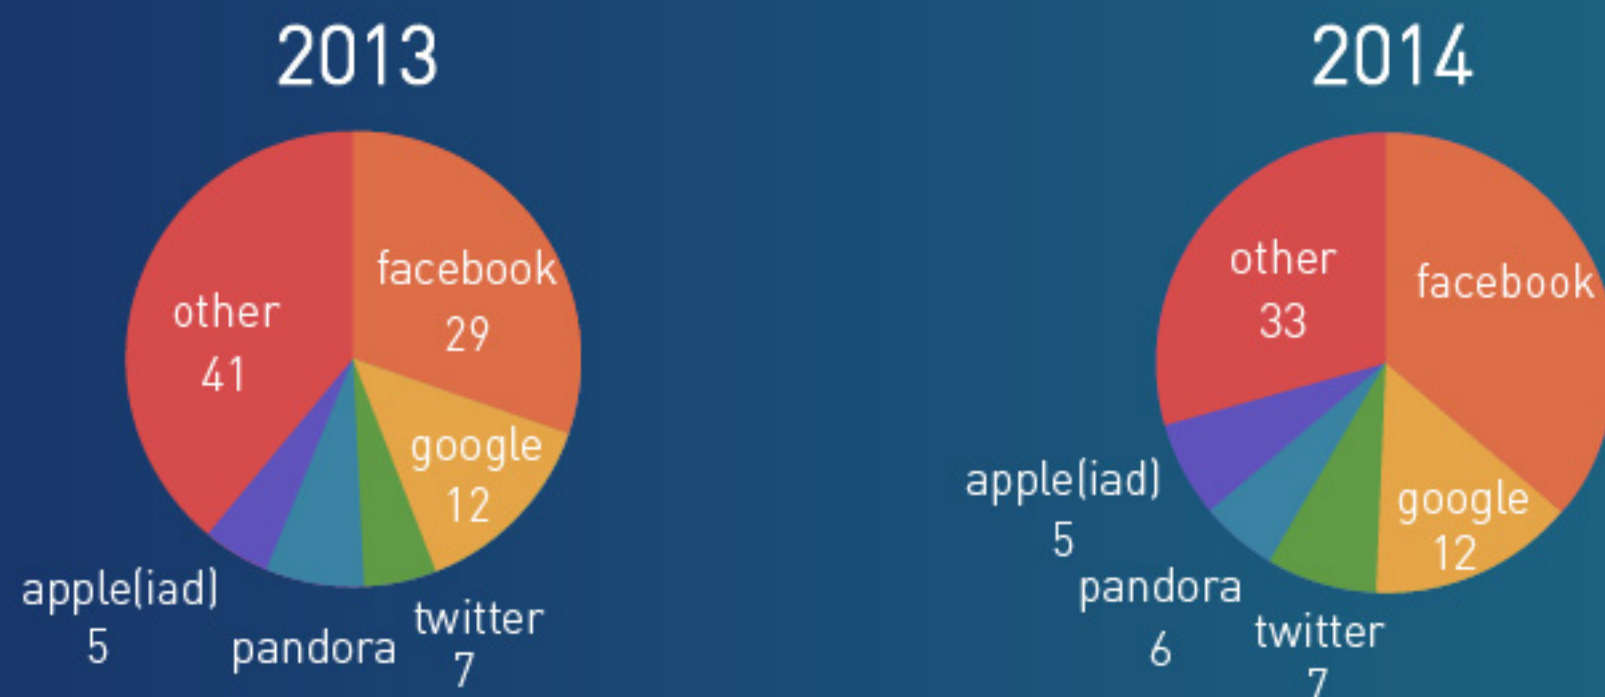 2013
facebook
29
other
41
google
12
apple(iad)
5
pandora
twitter
7
2014
other
33
facebook
google
12
apple(iad)
5
pandora
6
twitter
7